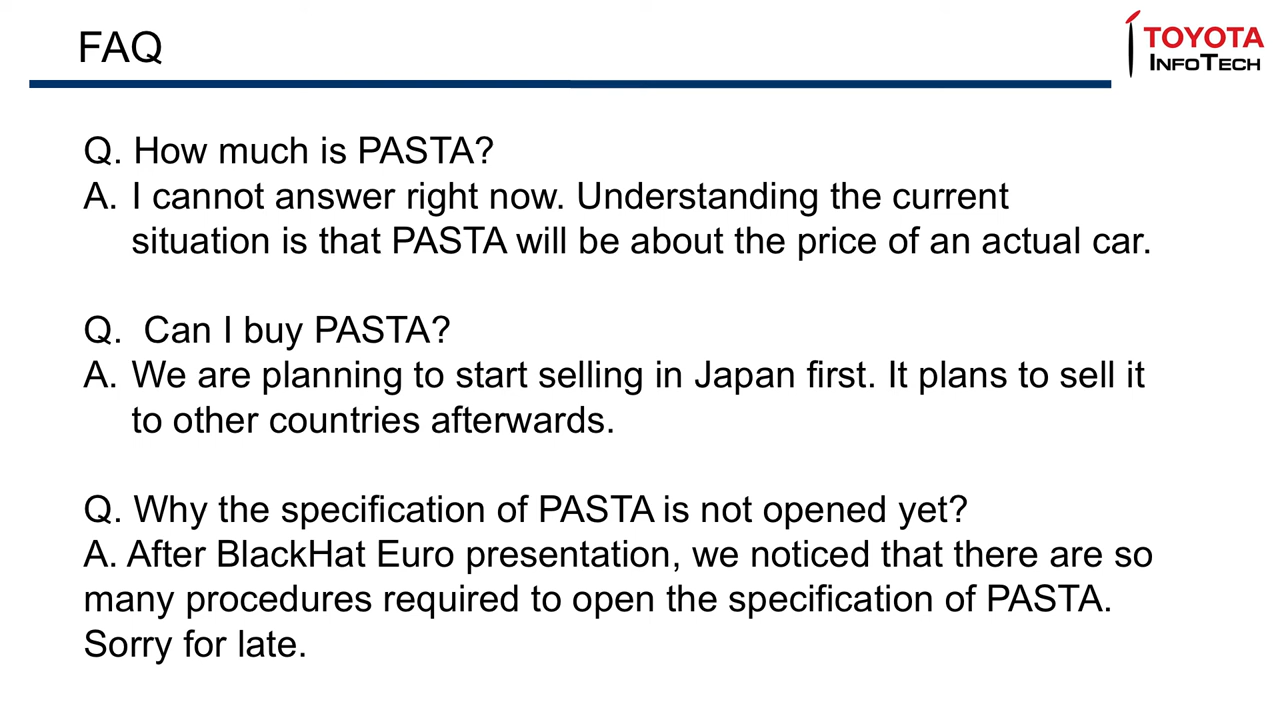 FAQ
TOYOTA
INFOTECH
Q. How much is PASTA?
A. I cannot answer right now. Understanding the current
situation is that PASTA will be about the price of an actual car.
Q. Can I buy PASTA?
A. We are planning to start selling in Japan first. It plans to sell it
to other countries afterwards.
Q. Why the specification of PASTA is not opened yet?
A. After BlackHat Euro presentation, we noticed that there are so
many procedures required to open the specification of PASTA.
Sorry for late.